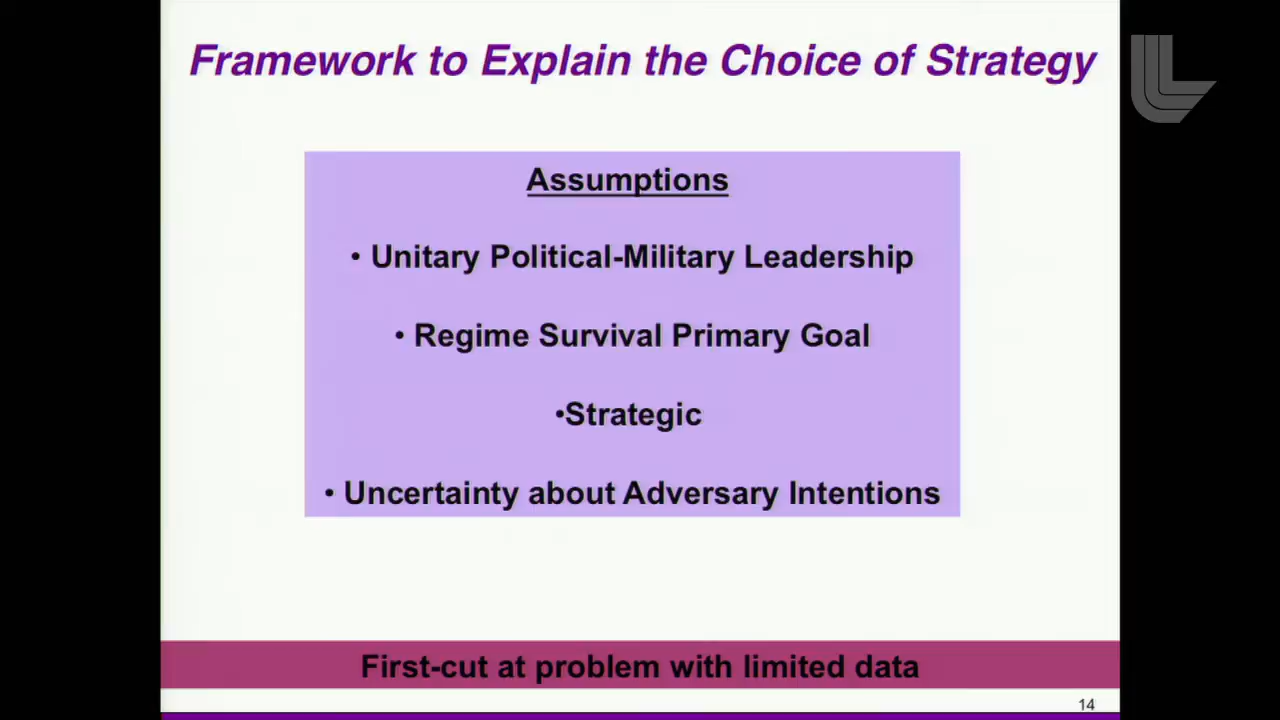 Framework to Explain the Choice of Strategy
Assumptions
• Unitary Political-Military Leadership
• Regime Survival Primary Goal
•Strategic
• Uncertainty about Adversary Intentions
First-cut at problem with limited data
14